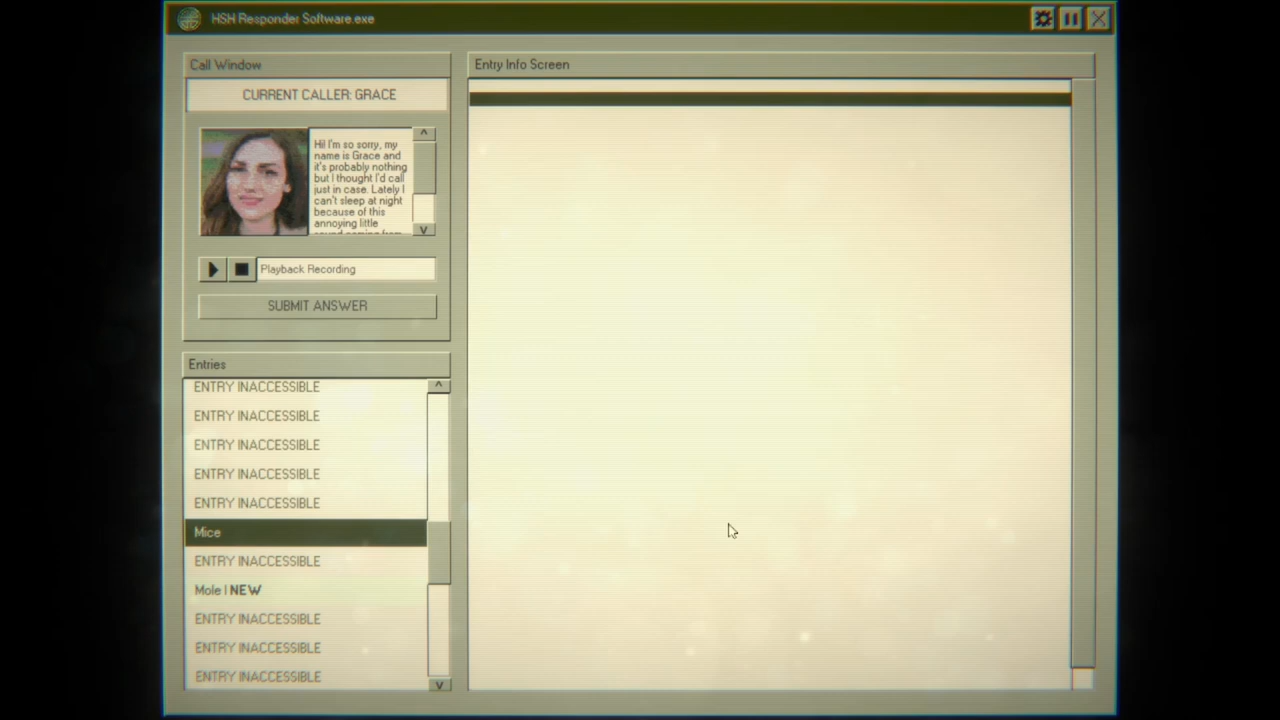 HSH Responder Software.exe
Call Window
CURRENT CALLER: GRACE
Hi! I'm so sorry, my
name is Grace and
it's probably nothing
but I thought I'd call
just in case. Lately I
can't sleep at night
because of this
annoying little
sound coming from
Playback Recording
SUBMIT ANSWER
Entries
ENTRY INACCESSIBLE
ENTRY INACCESSIBLE
ENTRY INACCESSIBLE
ENTRY INACCESSIBLE
ENTRY INACCESSIBLE
Mice
ENTRY INACCESSIBLE
Mole | NEW
ENTRY INACCESSIBLE
ENTRY INACCESSIBLE
ENTRY INACCESSIBLE
Entry Info Screen